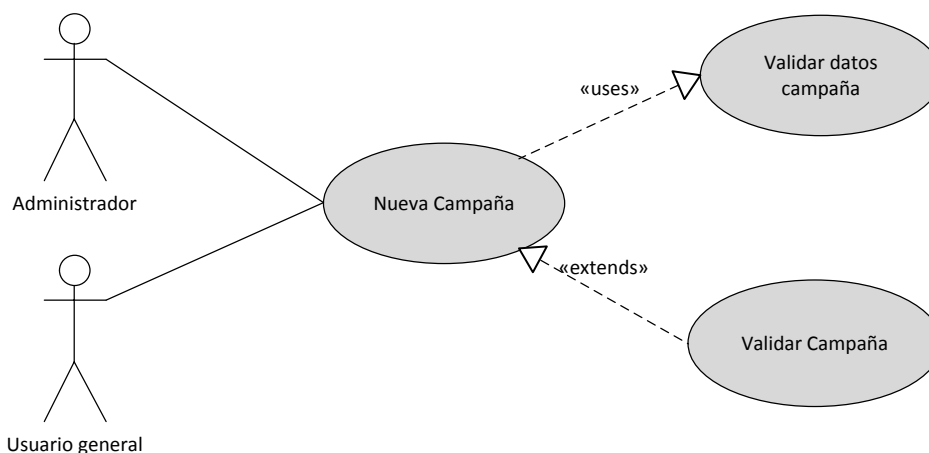 Validar datos
campaña
«uses»
Administrador
Nueva Campaña
«extends»
Validar Campaña
Usuario general